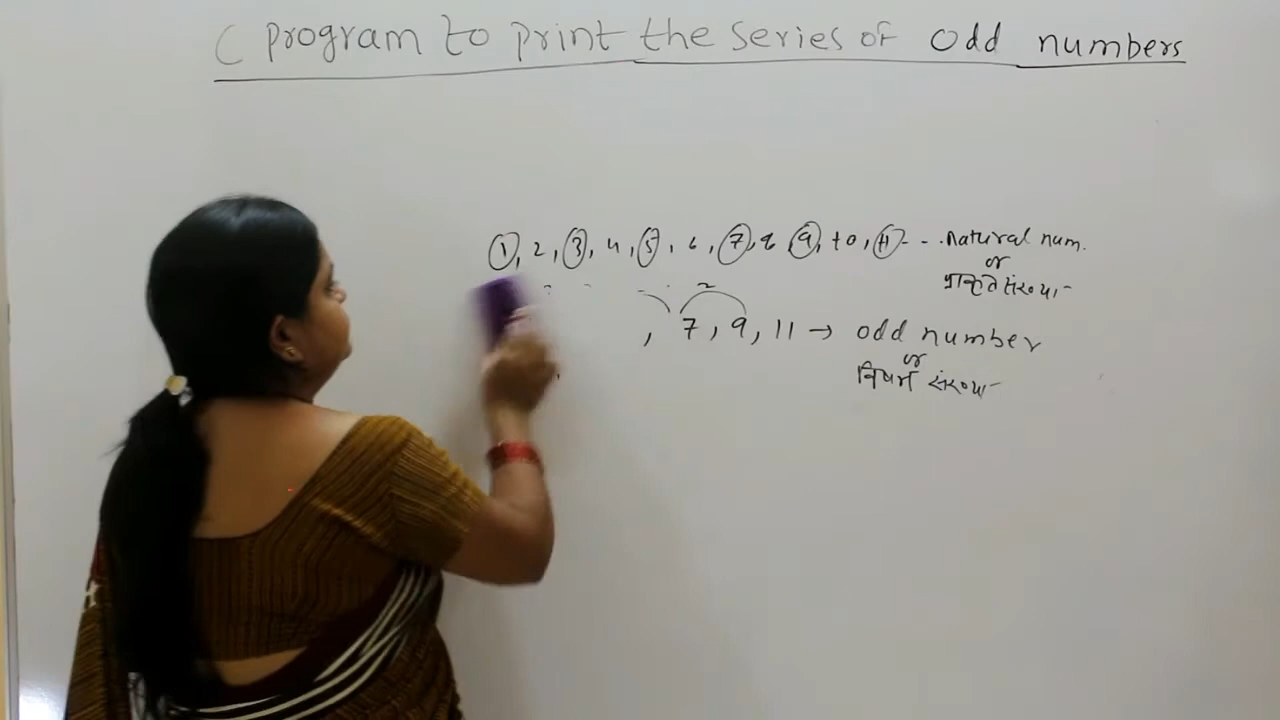 C program to print the series of odd numbers
1, 2, 3, 4, 5, 6, 7, 8, 9, 10, 11 - - . natural num.
or
प्राकृत संख्या
2
, 7, 9, 11 → odd number
or
विषम संख्या